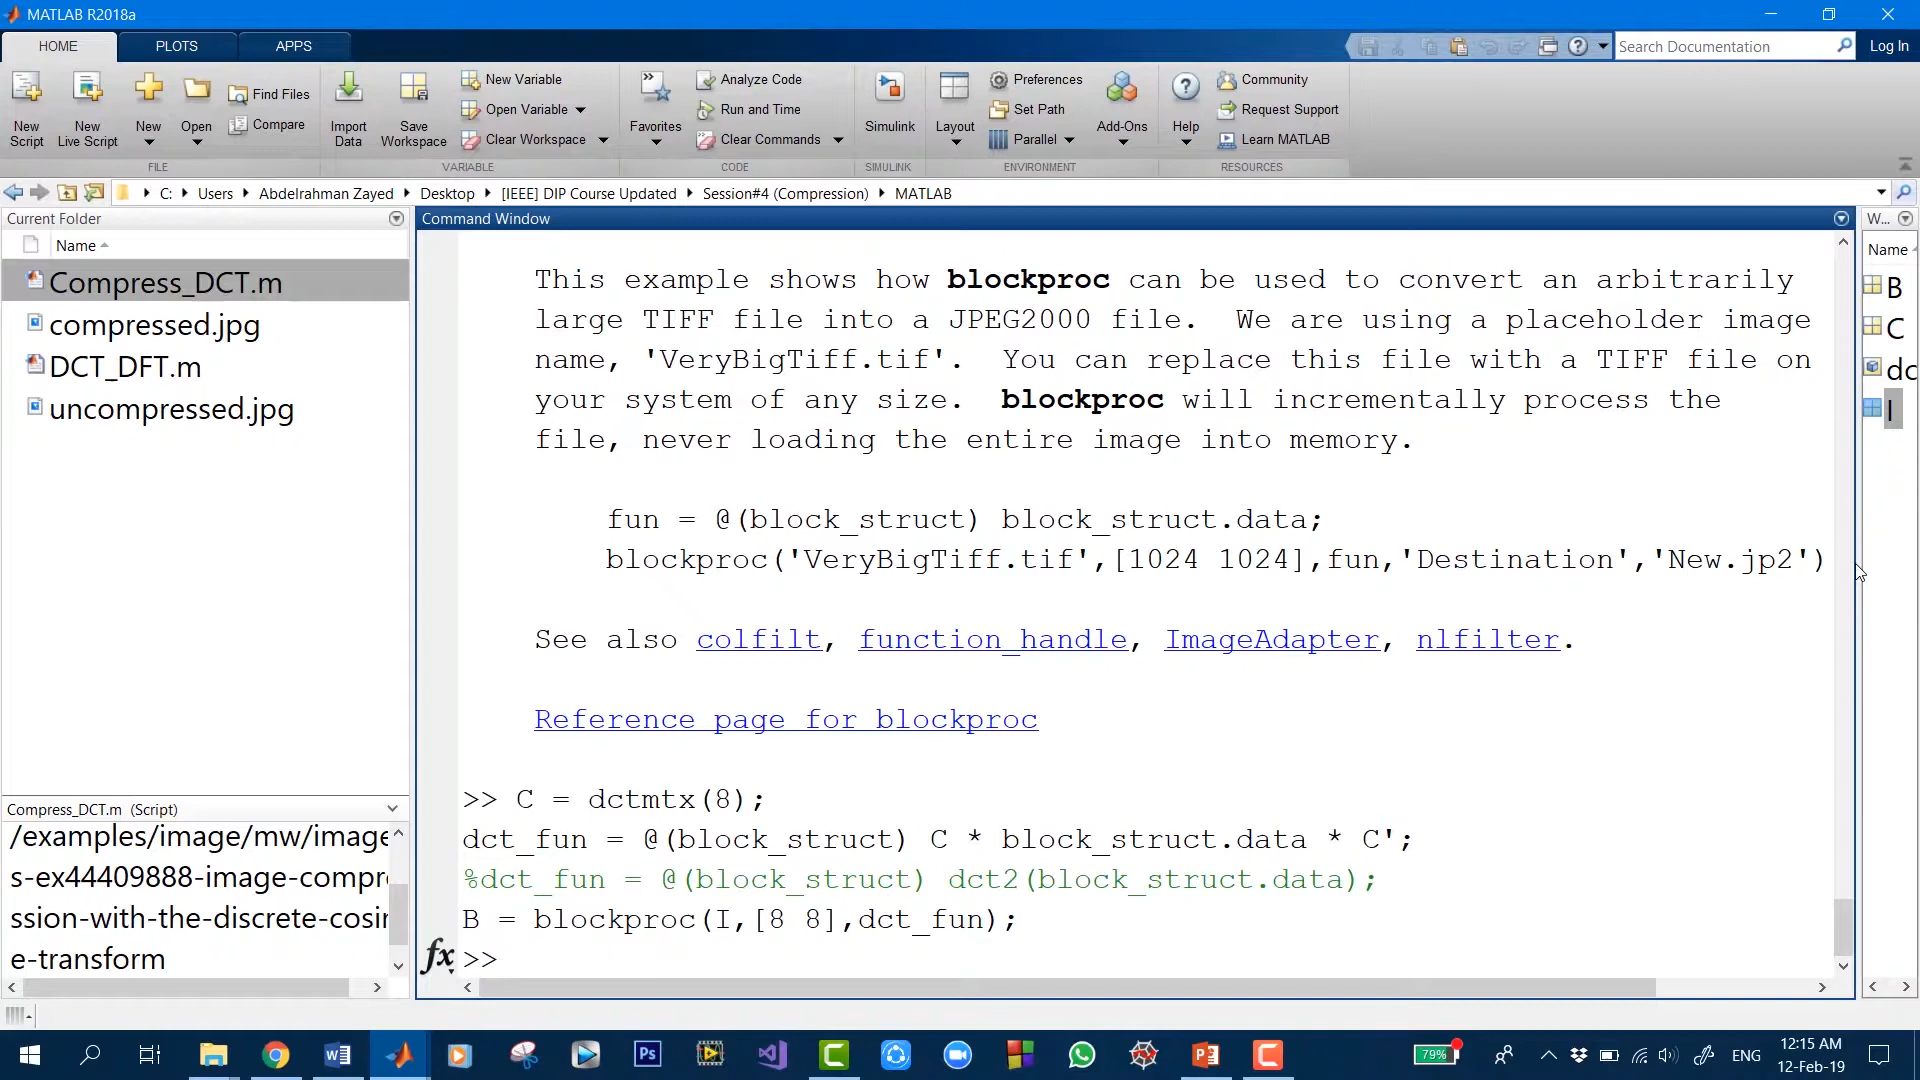 MATLAB R2018a
HOME PLOTS APPS
Search Documentation
Log In
New Script
New Live Script
New
Open
Find Files
Compare
FILE
Import Data
Save Workspace
New Variable
Open Variable
Clear Workspace
VARIABLE
Favorites
Analyze Code
Run and Time
Clear Commands
CODE
Simulink
SIMULINK
Layout
Preferences
Set Path
Parallel
Add-Ons
ENVIRONMENT
Help
Community
Request Support
Learn MATLAB
RESOURCES
C: Users Abdelrahman Zayed Desktop [IEEE] DIP Course Updated Session#4 (Compression) MATLAB
Current Folder
Name
Compress_DCT.m
compressed.jpg
DCT_DFT.m
uncompressed.jpg
Compress_DCT.m (Script)
/examples/image/mw/image
s-ex44409888-image-compr
ssion-with-the-discrete-cosin
e-transform
Command Window
This example shows how blockproc can be used to convert an arbitrarily
large TIFF file into a JPEG2000 file. We are using a placeholder image
name, 'VeryBigTiff.tif'. You can replace this file with a TIFF file on
your system of any size. blockproc will incrementally process the
file, never loading the entire image into memory.
fun = @(block_struct) block_struct.data;
blockproc('VeryBigTiff.tif',[1024 1024],fun,'Destination','New.jp2')
See also colfilt, function_handle, ImageAdapter, nlfilter.
Reference page for blockproc
>> C = dctmtx(8);
dct_fun = @(block_struct) C * block_struct.data * C';
%dct_fun = @(block_struct) dct2(block_struct.data);
B = blockproc(I,[8 8],dct_fun);
fx >>
W...
Name
B
C
dc
I
79%
ENG
12:15 AM
12-Feb-19